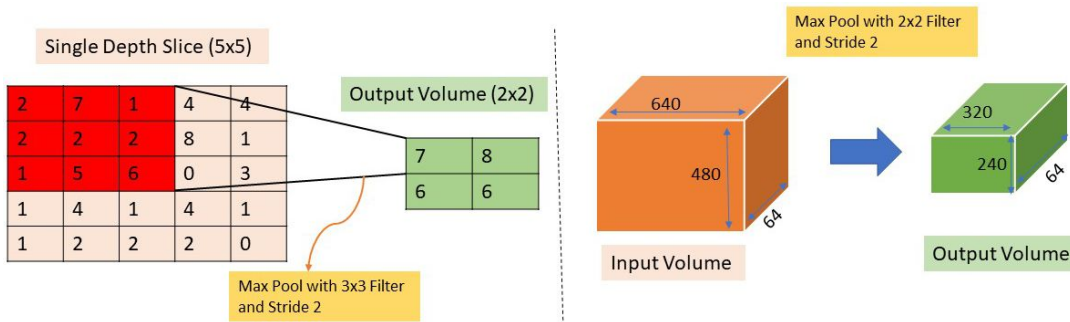 Single Depth Slice (5x5)
2 7 1 4 4
2 2 2 8 1
1 5 6 0 3
1 4 1 4 1
1 2 2 2 0
Output Volume (2x2)
7 8
6 6
Max Pool with 3x3 Filter
and Stride 2
Max Pool with 2x2 Filter
and Stride 2
640
480
64
Input Volume
320
240
64
Output Volume